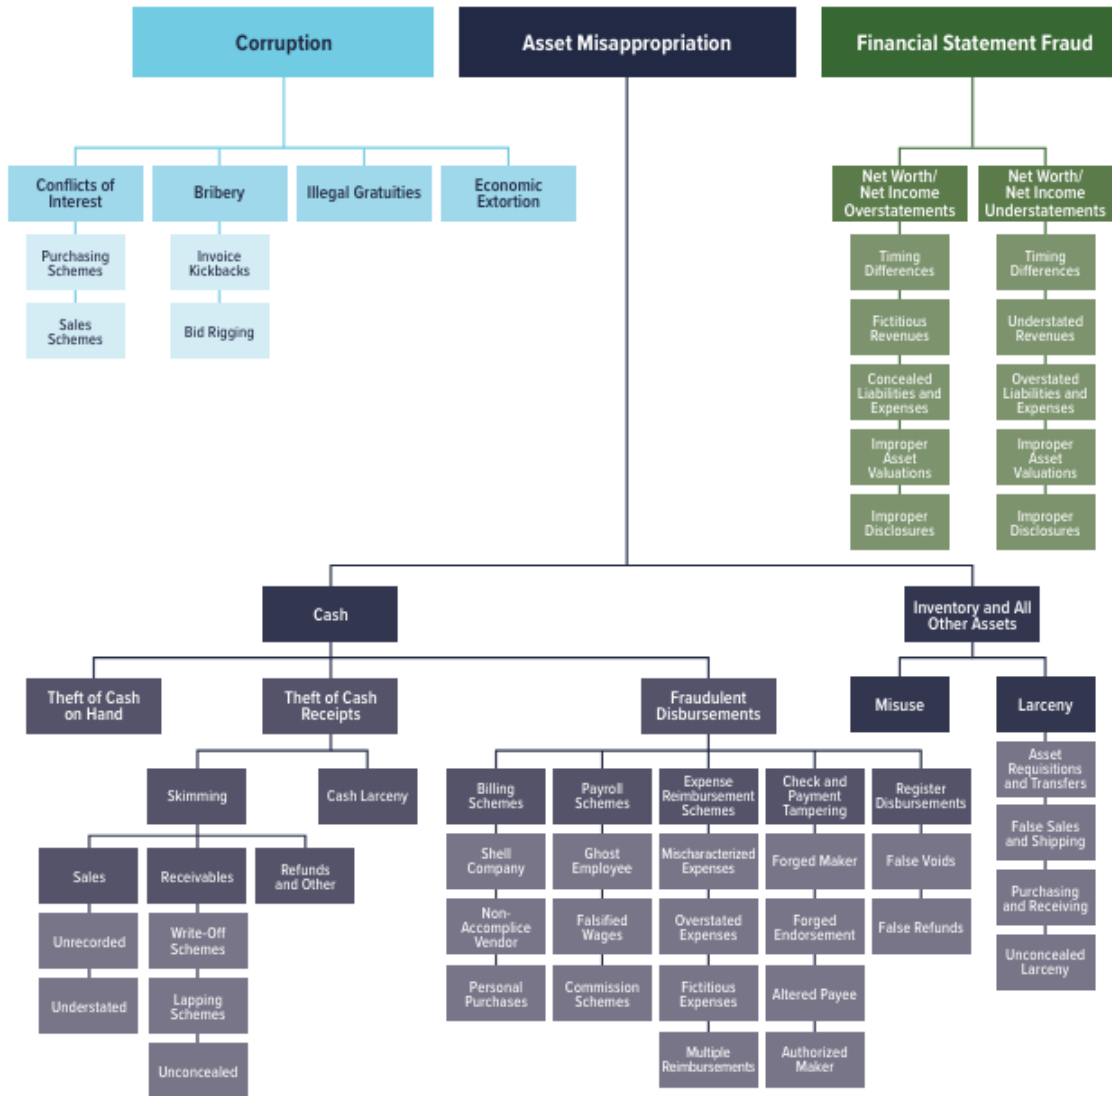 Corruption
Asset Misappropriation
Financial Statement Fraud
Conflicts of
Interest
Bribery
Illegal Gratuities
Economic
Extortion
Net Worth/
Net Income
Overstatements
Net Worth/
Net Income
Understatements
Purchasing
Schemes
Sales
Schemes
Invoice
Kickbacks
Bid Rigging
Timing
Differences
Fictitious
Revenues
Concealed
Liabilities and
Expenses
Improper
Asset
Valuations
Improper
Disclosures
Timing
Differences
Understated
Revenues
Overstated
Liabilities and
Expenses
Improper
Asset
Valuations
Improper
Disclosures
Cash
Inventory and All
Other Assets
Theft of Cash
on Hand
Theft of Cash
Receipts
Fraudulent
Disbursements
Misuse
Larceny
Skimming
Cash Larceny
Sales
Receivables
Refunds
and Other
Unrecorded
Understated
Write-Off
Schemes
Lapping
Schemes
Unconcealed
Billing
Schemes
Shell
Company
Non-
Accomplice
Vendor
Personal
Purchases
Payroll
Schemes
Ghost
Employee
Falsified
Wages
Commission
Schemes
Expense
Reimbursement
Schemes
Mischaracterized
Expenses
Overstated
Expenses
Fictitious
Expenses
Multiple
Reimbursements
Check and
Payment
Tampering
Forged Maker
Forged
Endorsement
Altered Payee
Authorized
Maker
Register
Disbursements
False Voids
False Refunds
Asset
Requisitions
and Transfers
False Sales
and Shipping
Purchasing
and Receiving
Unconcealed
Larceny